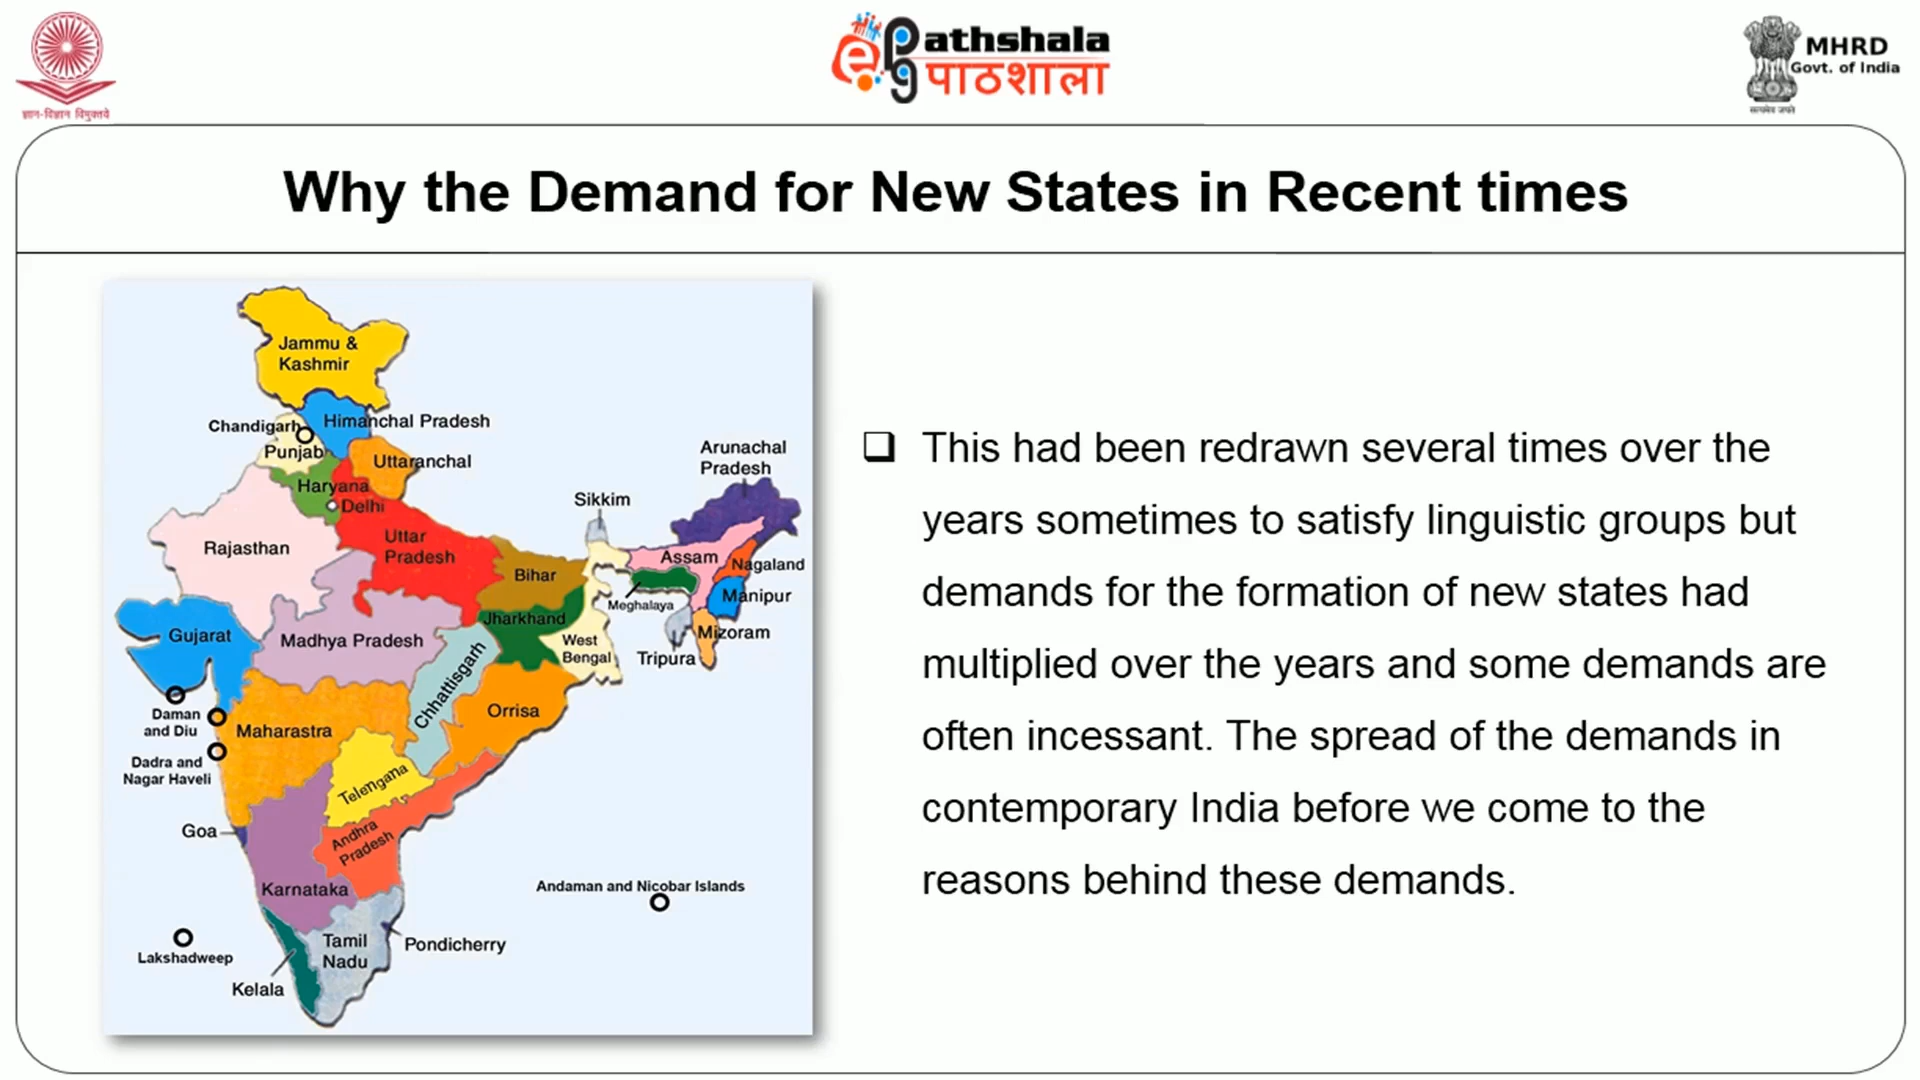 ज्ञान-विज्ञान विमुक्तये
e Pg athshala
पाठशाला
MHRD
Govt. of India
सत्यमेव जयते
Why the Demand for New States in Recent times
Jammu &
Kashmir
Chandigarh
Himanchal Pradesh
Punjab
Uttaranchal
Haryana
Delhi
Arunachal
Pradesh
Sikkim
Rajasthan
Uttar
Pradesh
Bihar
Assam
Nagaland
Meghalaya
Manipur
Jharkhand
Gujarat
Madhya Pradesh
West
Bengal
Mizoram
Tripura
Chhattisgarh
Daman
and Diu
Orrisa
Maharastra
Dadra and
Nagar Haveli
Telengana
Goa
Andhra
Pradesh
Karnataka
Andaman and Nicobar Islands
Lakshadweep
Tamil
Nadu
Pondicherry
Kelala
❑ This had been redrawn several times over the
years sometimes to satisfy linguistic groups but
demands for the formation of new states had
multiplied over the years and some demands are
often incessant. The spread of the demands in
contemporary India before we come to the
reasons behind these demands.